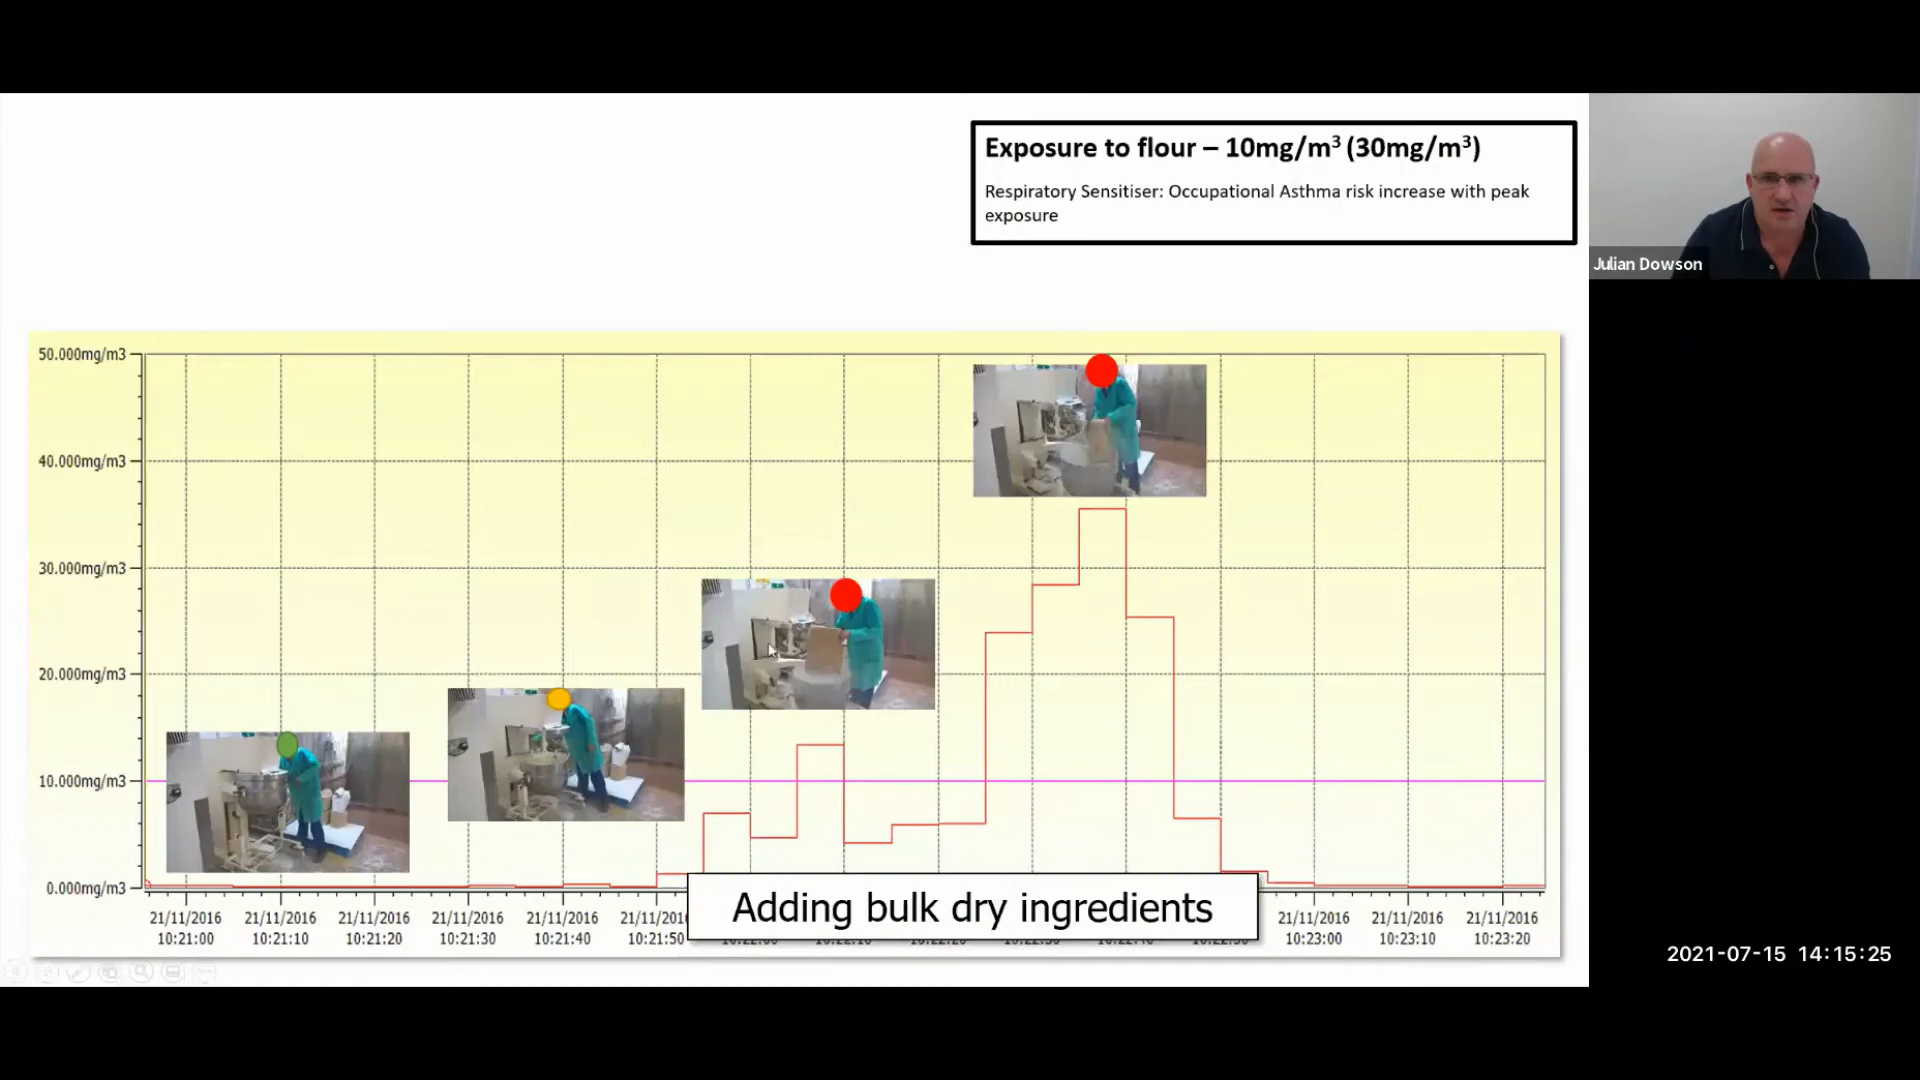 Exposure to flour – 10mg/m³ (30mg/m³)
Respiratory Sensitiser: Occupational Asthma risk increase with peak
exposure
Julian Dowson
50.000mg/m3
40.000mg/m3
30.000mg/m3
20.000mg/m3
10.000mg/m3
0.000mg/m3
21/11/2016 21/11/2016 21/11/2016 21/11/2016 21/11/2016 21/11/2016 21/11/2016 21/11/2016
10:21:00 10:21:10 10:21:20 10:21:30 10:21:40 10:21:50 10:23:00 10:23:10 10:23:20
Adding bulk dry ingredients
2021-07-15 14:15:25